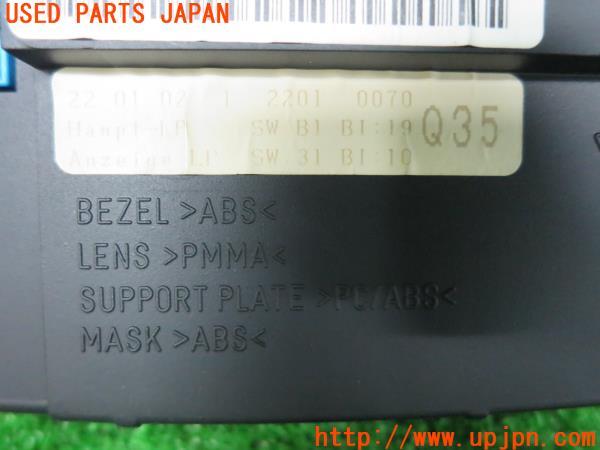 USED PARTS JAPAN
22 01 02 1 2201 0070
Haupt-LP SW B1 BI:19 Q35
Anzeige LP SW 31 BI:10
BEZEL >ABS<
LENS >PMMA<
SUPPORT PLATE >PC/ABS<
MASK >ABS<
http://www.upjpn.com